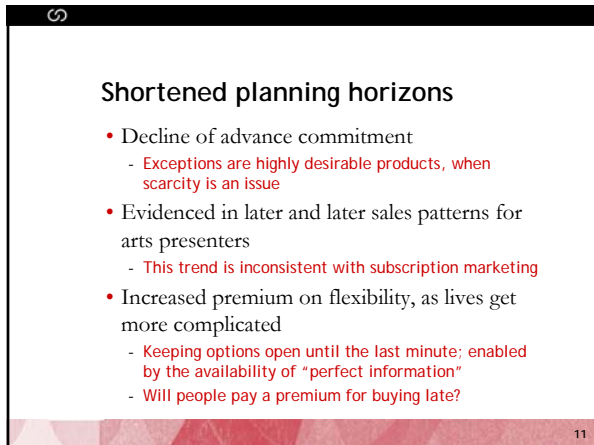 Shortened planning horizons
• Decline of advance commitment
- Exceptions are highly desirable products, when
scarcity is an issue
• Evidenced in later and later sales patterns for
arts presenters
- This trend is inconsistent with subscription marketing
• Increased premium on flexibility, as lives get
more complicated
- Keeping options open until the last minute; enabled
by the availability of “perfect information”
- Will people pay a premium for buying late?
11